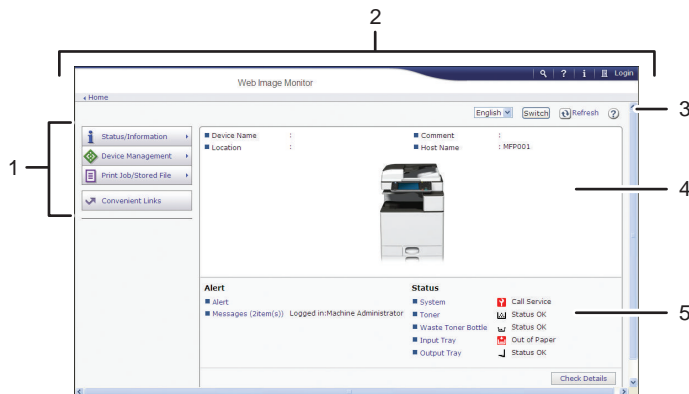 2
? i Login
Web Image Monitor
Home
English Switch Refresh ?
3
1
Status/Information
Device Management
Print Job/Stored File
Convenient Links
Device Name :
Location :
Comment :
Host Name : MFP001
4
Alert
Alert
Messages (2item(s)) Logged in:Machine Administrator
Status
System Call Service
Toner Status OK
Waste Toner Bottle Status OK
Input Tray Out of Paper
Output Tray Status OK
5
Check Details